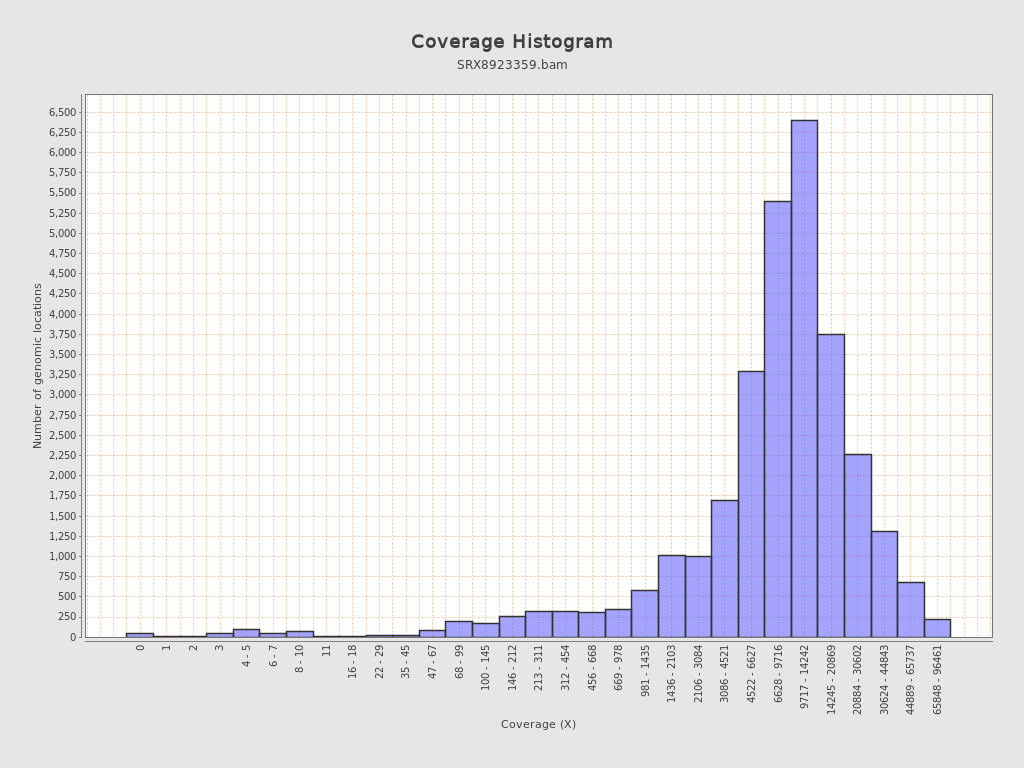 Coverage Histogram
SRX8923359.bam
Number of genomic locations
6,500
6,250
6,000
5,750
5,500
5,250
5,000
4,750
4,500
4,250
4,000
3,750
3,500
3,250
3,000
2,750
2,500
2,250
2,000
1,750
1,500
1,250
1,000
750
500
250
0
0
1
2
3
4 - 5
6 - 7
8 - 10
11
16 - 18
22 - 29
35 - 45
47 - 67
68 - 99
100 - 145
146 - 212
213 - 311
312 - 454
456 - 668
669 - 978
981 - 1435
1436 - 2103
2106 - 3084
3086 - 4521
4522 - 6627
6628 - 9716
9717 - 14242
14245 - 20869
20884 - 30602
30624 - 44843
44889 - 65737
65848 - 96461
Coverage (X)